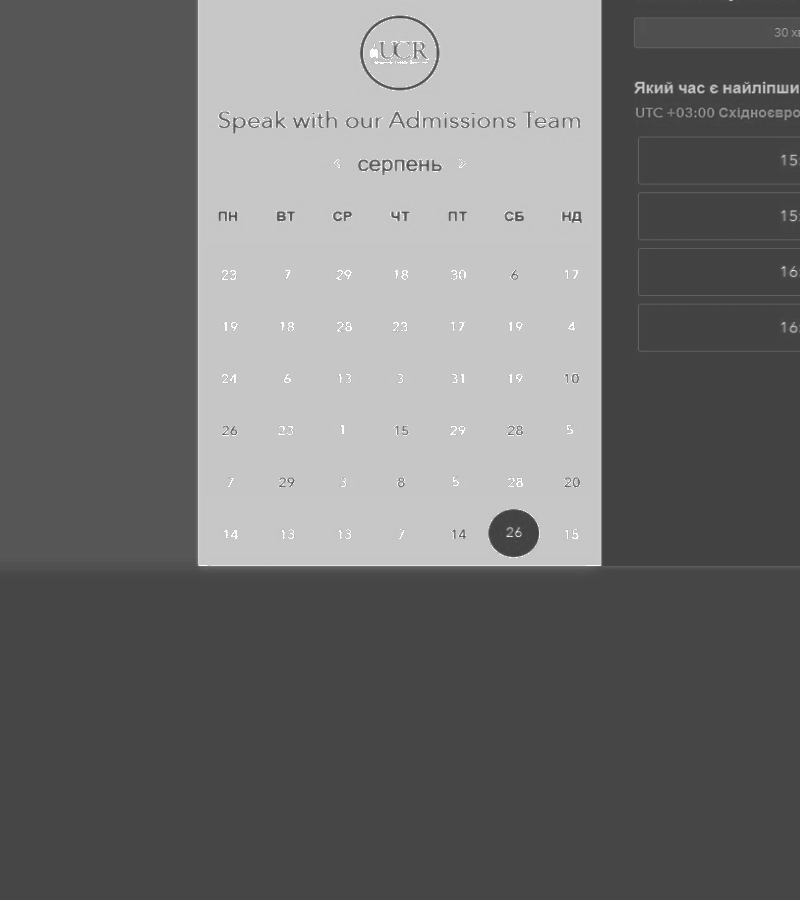 UCR
Speak with our Admissions Team
серпень
ПН ВТ СР ЧТ ПТ СБ НД
23 7 29 18 30 6 17
19 18 28 23 17 19 4
24 6 13 3 31 19 10
26 23 1 15 29 28 5
7 29 3 8 5 28 20
14 13 13 7 14 26 15
30
Який час є
UTC +03:00
15:
15:
16:
16: